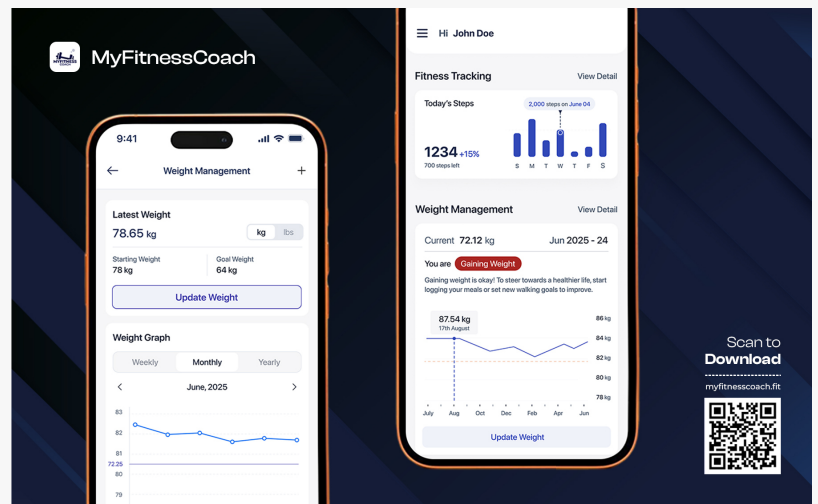 MYFITNESS
COACH
MyFitnessCoach
9:41
Weight Management
Latest Weight
78.65 kg
kg lbs
Starting Weight
78 kg
Goal Weight
64 kg
Update Weight
Weight Graph
Weekly Monthly Yearly
June, 2025
83
82
81
72.25
80
79
Hi John Doe
Fitness Tracking View Detail
Today's Steps
2,000 steps on June 04
1234 +15%
700 steps left
S M T W T F S
Weight Management View Detail
Current 72.12 kg Jun 2025 - 24
You are Gaining Weight
Gaining weight is okay! To steer towards a healthier life, start
logging your meals or set new walking goals to improve.
87.54 kg
17th August
86 kg
84 kg
82 kg
80 kg
78 kg
July Aug Oct Dec Feb Apr Jun
Update Weight
Scan to
Download
myfitnesscoach.fit